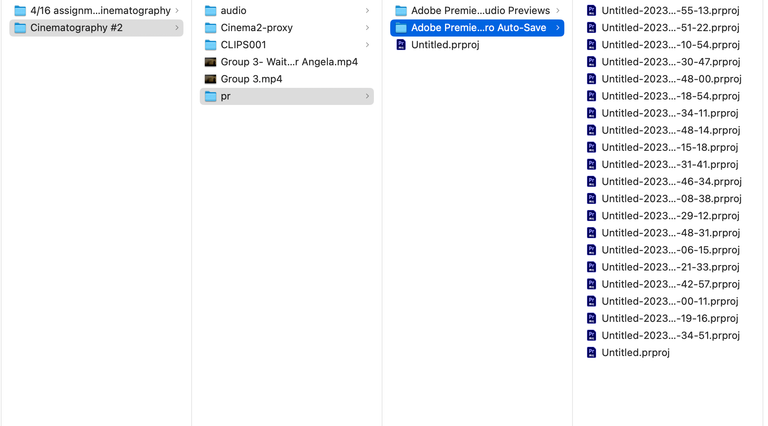 4/16 assignm...inematography
Cinematography #2
audio
Cinema2-proxy
CLIPS001
Group 3- Wait...r Angela.mp4
Group 3.mp4
pr
Adobe Premie...udio Previews
Adobe Premie...ro Auto-Save
Untitled.prproj
Untitled-2023...-55-13.prproj
Untitled-2023...-51-22.prproj
Untitled-2023...-10-54.prproj
Untitled-2023...-30-47.prproj
Untitled-2023...-48-00.prproj
Untitled-2023...-18-54.prproj
Untitled-2023...-34-11.prproj
Untitled-2023...-48-14.prproj
Untitled-2023...-15-18.prproj
Untitled-2023...-31-41.prproj
Untitled-2023...-46-34.prproj
Untitled-2023...-08-38.prproj
Untitled-2023...-29-12.prproj
Untitled-2023...-48-31.prproj
Untitled-2023...-06-15.prproj
Untitled-2023...-21-33.prproj
Untitled-2023...-42-57.prproj
Untitled-2023...-00-11.prproj
Untitled-2023...-19-16.prproj
Untitled-2023...-34-51.prproj
Untitled.prproj